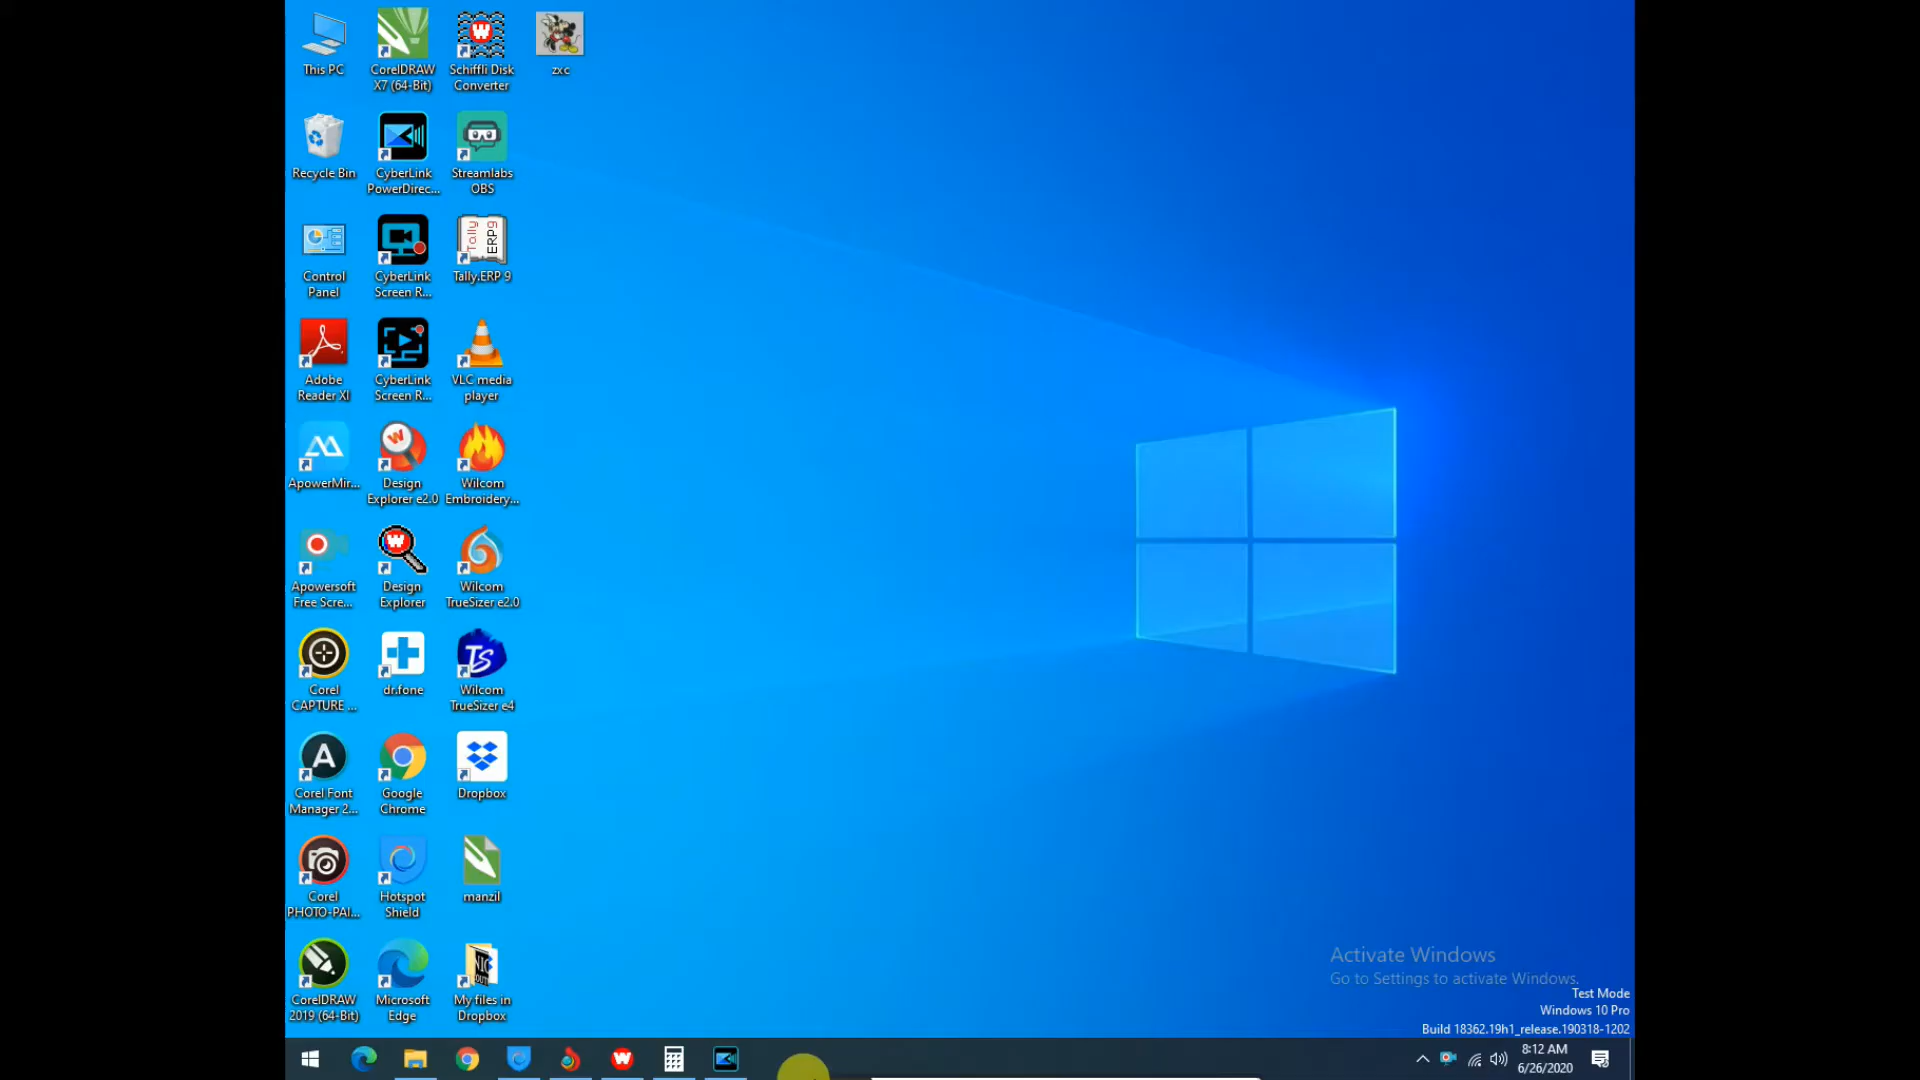 This PC
CorelDRAW
X7 (64-Bit)
Schiffli Disk
Converter
zxc
Recycle Bin
CyberLink
PowerDirec...
Streamlabs
OBS
Control
Panel
CyberLink
Screen R...
Tally
ERP9
Tally.ERP 9
Adobe
Reader XI
CyberLink
Screen R...
VLC media
player
ApowerMir...
Design
Explorer e2.0
Wilcom
Embroidery...
Apowersoft
Free Scre...
Design
Explorer
Wilcom
TrueSizer e2.0
Corel
CAPTURE ...
dr.fone
TS
Wilcom
TrueSizer e4
Corel Font
Manager 2...
Google
Chrome
Dropbox
Corel
PHOTO-PAI...
Hotspot
Shield
manzil
CorelDRAW
2019 (64-Bit)
Microsoft
Edge
My files in
Dropbox
Activate Windows
Go to Settings to activate Windows.
Test Mode
Windows 10 Pro
Build 18362.19h1_release.190318-1202
8:12 AM
6/26/2020